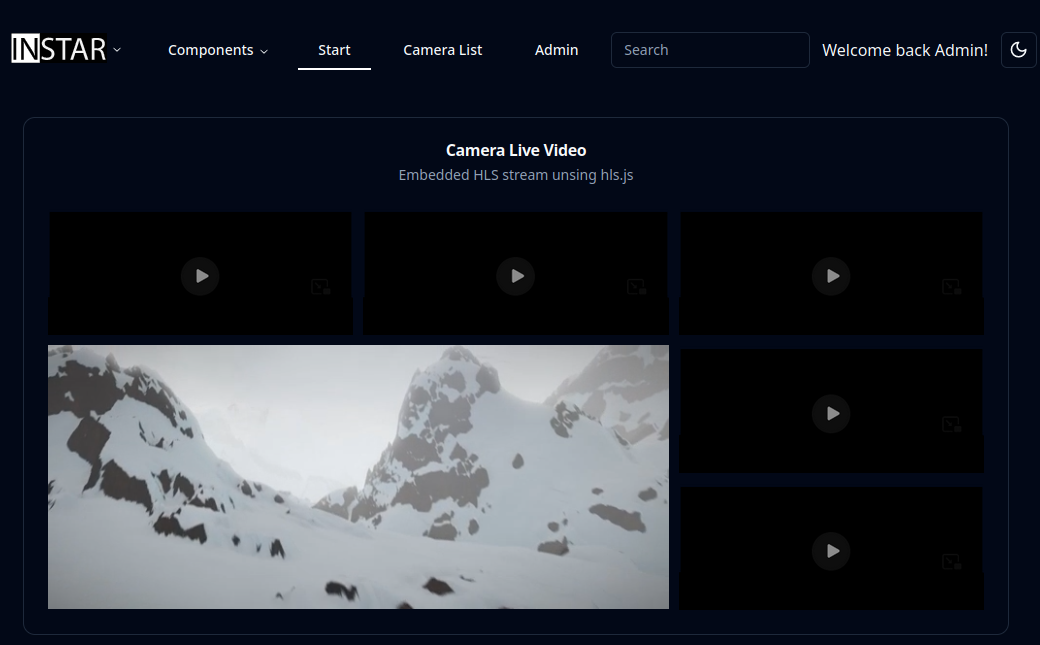 INSTAR
Components
Start
Camera List
Admin
Search
Welcome back Admin!
Camera Live Video
Embedded HLS stream unsing hls.js